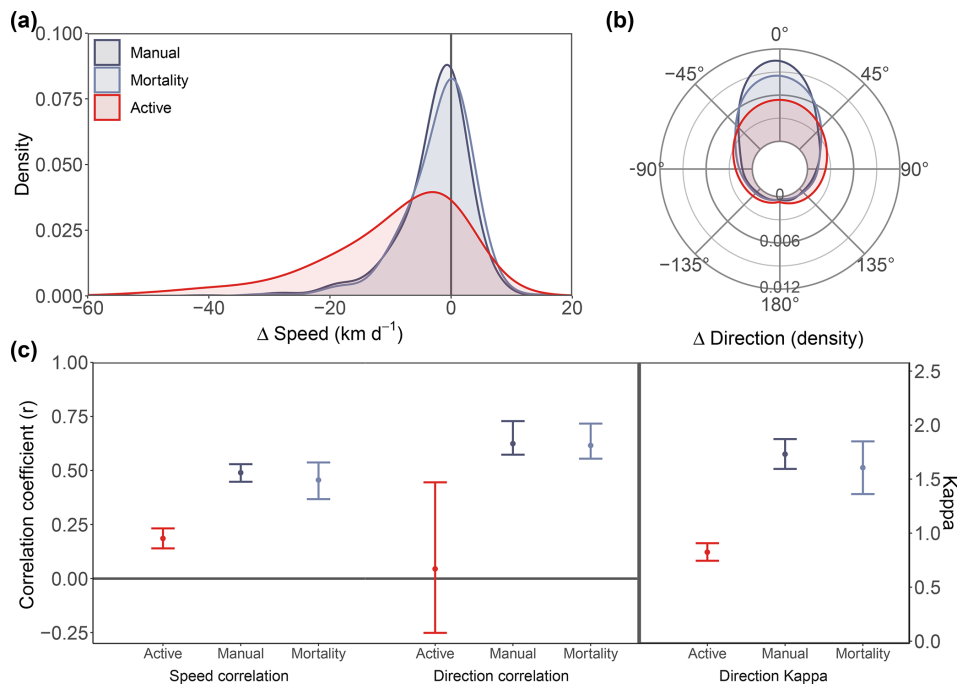 (a)
0.100
0.075
0.050
0.025
0.000
Density
Manual
Mortality
Active
−60
−40
−20
0
20
Δ Speed (km d⁻¹)
(b)
0°
−45°
45°
-90°
90°
−135°
135°
180°
0
0.006
0.012
Δ Direction (density)
(c)
1.00
0.75
0.50
0.25
0.00
−0.25
Correlation coefficient (r)
2.5
2.0
1.5
1.0
0.5
0.0
Kappa
Active Manual Mortality Active Manual Mortality Active Manual Mortality
Speed correlation Direction correlation Direction Kappa